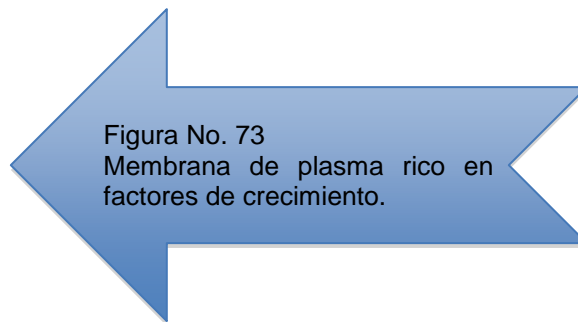 Figura No. 73
Membrana de plasma rico en
factores de crecimiento.